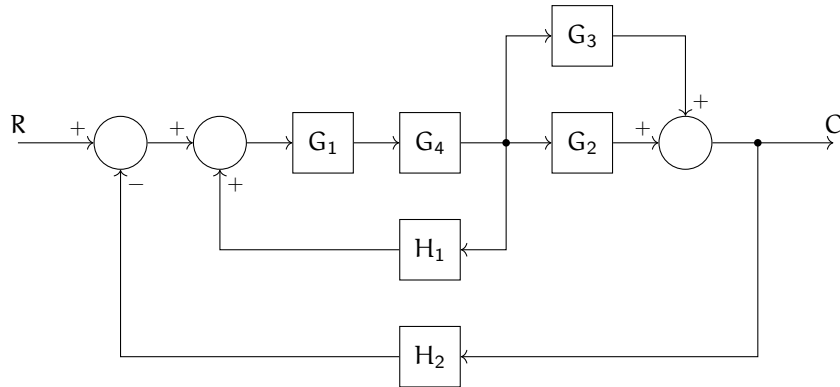 G₃
+
R + + G₁ G₄ G₂ + C
− + H₁
H₂